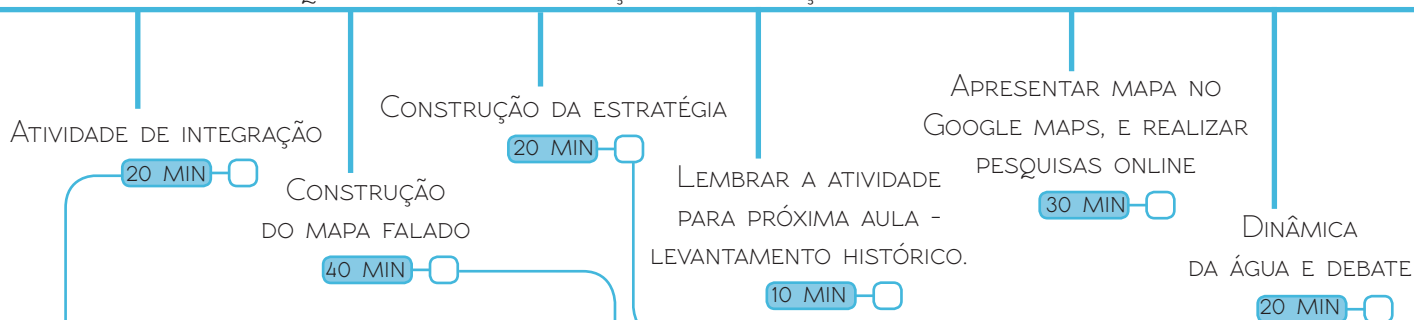 Atividade de integração
20 min
Construção
do mapa falado
40 min
Construção da estratégia
20 min
Lembrar a atividade
para próxima aula -
levantamento histórico.
10 min
Apresentar mapa no
Google maps, e realizar
pesquisas online
30 min
Dinâmica
da água e debate
20 min